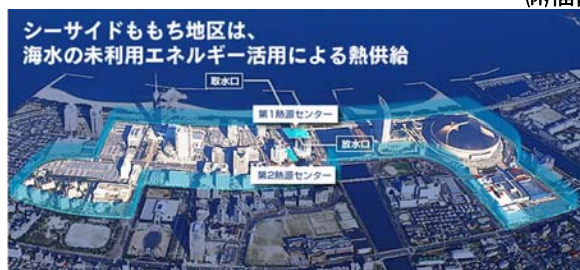 シーサイドももち地区は、
海水の未利用エネルギー活用による熱供給
取水口
第1熱源センター
放水口
第2熱源センター